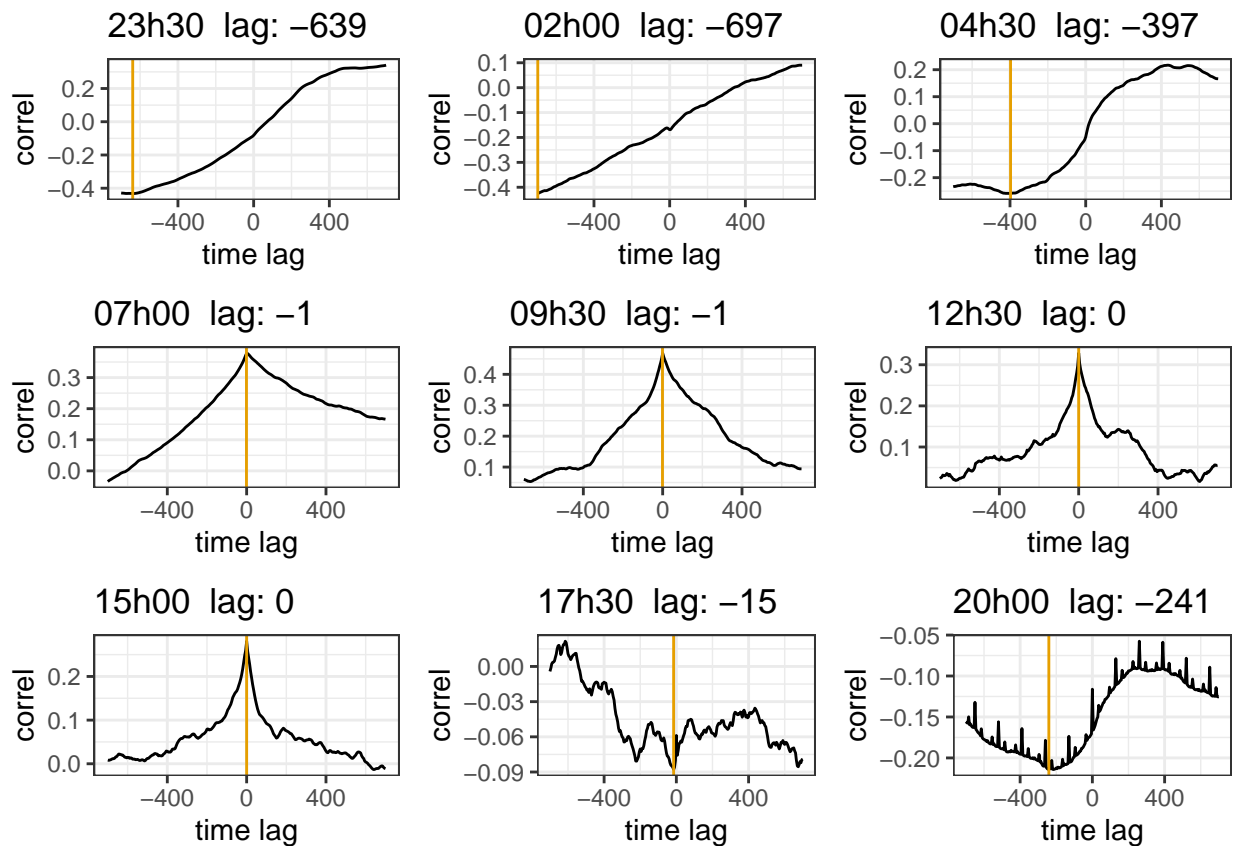 23h30 lag: −639
02h00 lag: −697
04h30 lag: −397
correl
0.2
0.0
−0.2
−0.4
−400
0
400
time lag
correl
0.1
0.0
−0.1
−0.2
−0.3
−0.4
−400
0
400
time lag
correl
0.2
0.1
0.0
−0.1
−0.2
−400
0
400
time lag
07h00 lag: −1
09h30 lag: −1
12h30 lag: 0
correl
0.3
0.2
0.1
0.0
−400
0
400
time lag
correl
0.4
0.3
0.2
0.1
−400
0
400
time lag
correl
0.3
0.2
0.1
−400
0
400
time lag
15h00 lag: 0
17h30 lag: −15
20h00 lag: −241
correl
0.2
0.1
0.0
−400
0
400
time lag
correl
0.00
−0.03
−0.06
−0.09
−400
0
400
time lag
correl
−0.05
−0.10
−0.15
−0.20
−400
0
400
time lag